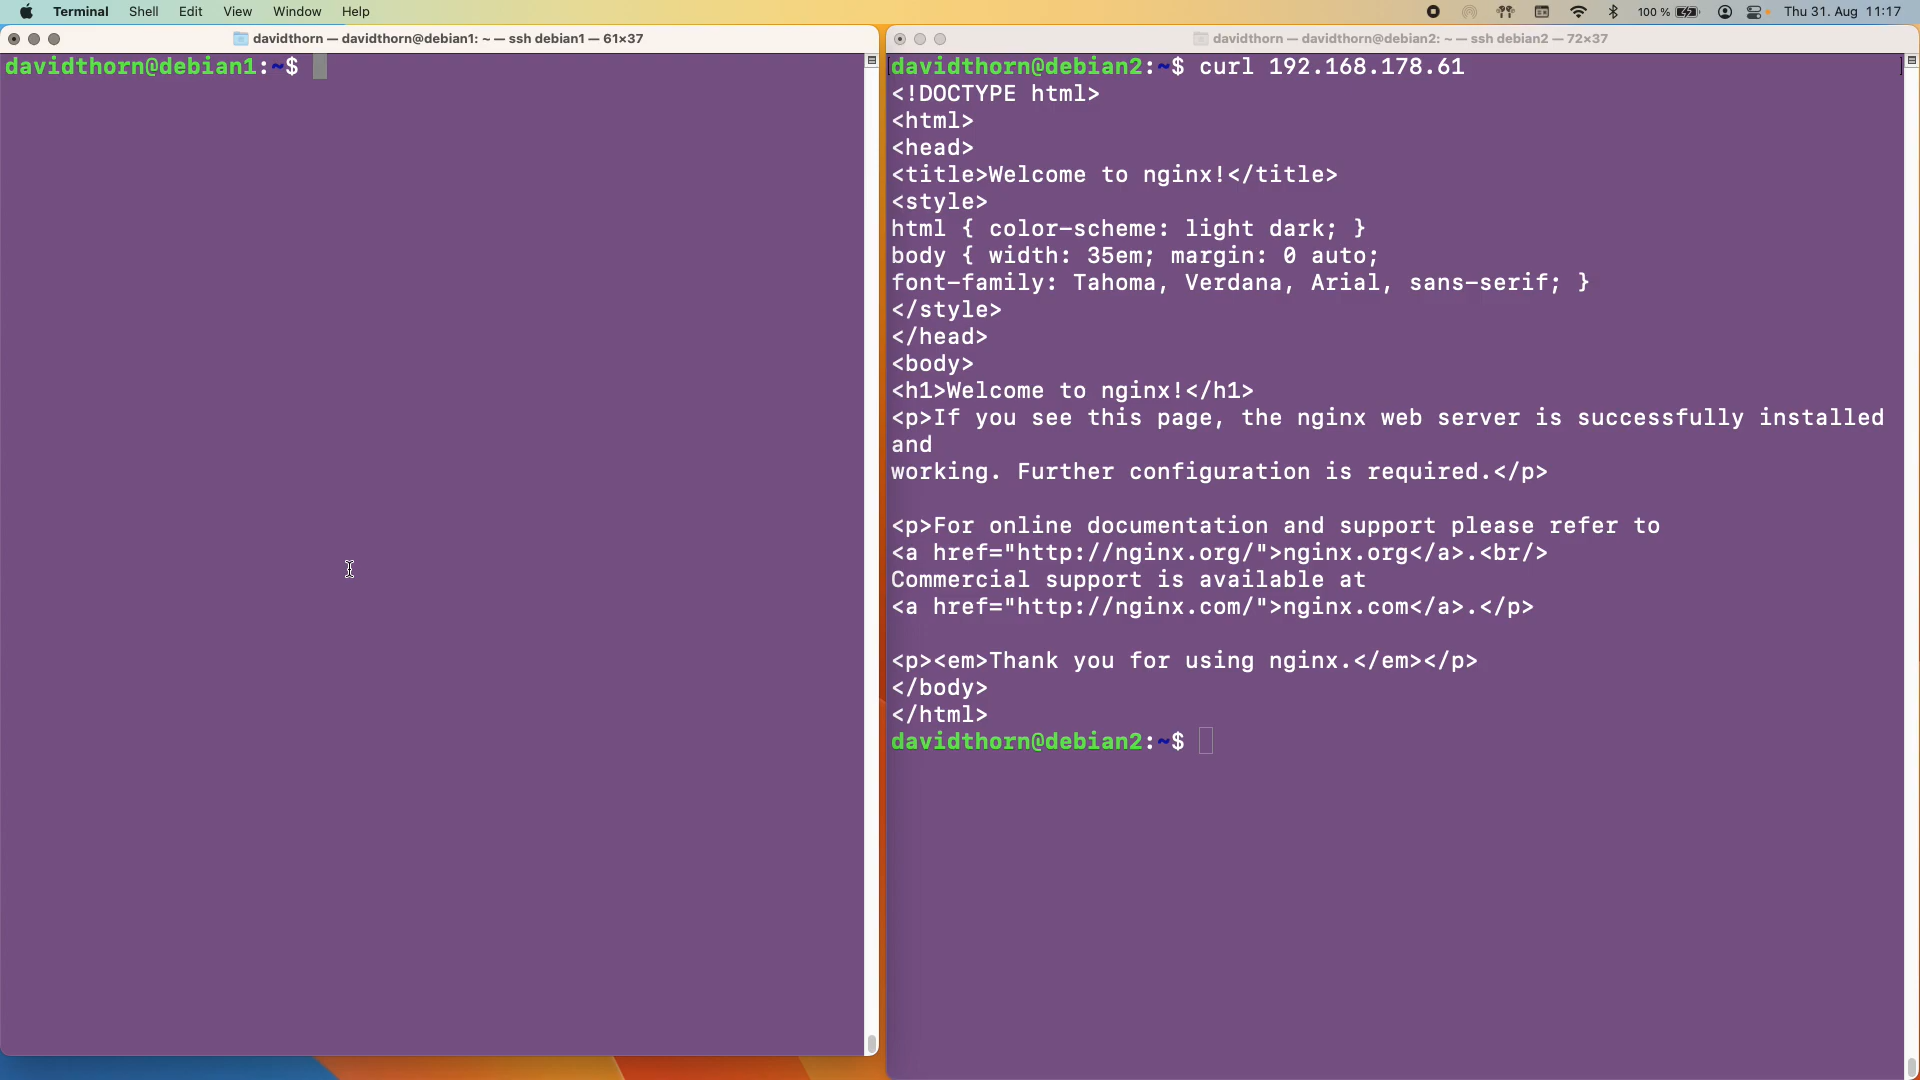 Terminal Shell Edit View Window Help 100 % Thu 31. Aug 11:17
davidthorn — davidthorn@debian1: ~ — ssh debian1 — 61×37
davidthorn@debian1:~$
davidthorn — davidthorn@debian2: ~ — ssh debian2 — 72×37
davidthorn@debian2:~$ curl 192.168.178.61
<!DOCTYPE html>
<html>
<head>
<title>Welcome to nginx!</title>
<style>
html { color-scheme: light dark; }
body { width: 35em; margin: 0 auto;
font-family: Tahoma, Verdana, Arial, sans-serif; }
</style>
</head>
<body>
<h1>Welcome to nginx!</h1>
<p>If you see this page, the nginx web server is successfully installed
and
working. Further configuration is required.</p>
<p>For online documentation and support please refer to
<a href="http://nginx.org/">nginx.org</a>.<br/>
Commercial support is available at
<a href="http://nginx.com/">nginx.com</a>.</p>
<p><em>Thank you for using nginx.</em></p>
</body>
</html>
davidthorn@debian2:~$